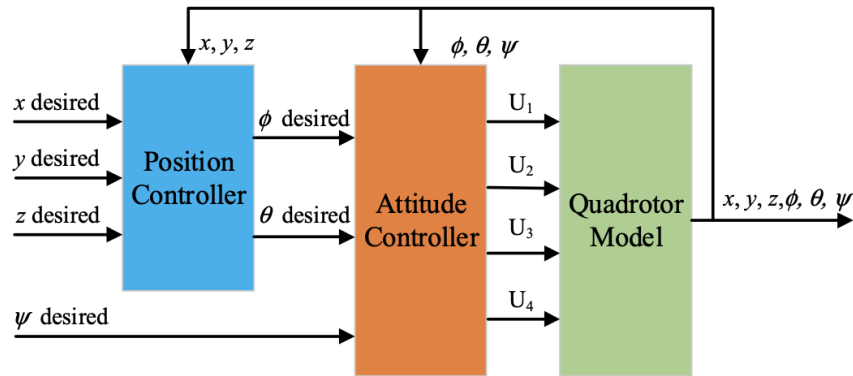 x, y, z
ϕ, θ, ψ
x desired
y desired
z desired
ψ desired
Position
Controller
ϕ desired
θ desired
Attitude
Controller
U₁
U₂
U₃
U₄
Quadrotor
Model
x, y, z,ϕ, θ, ψ